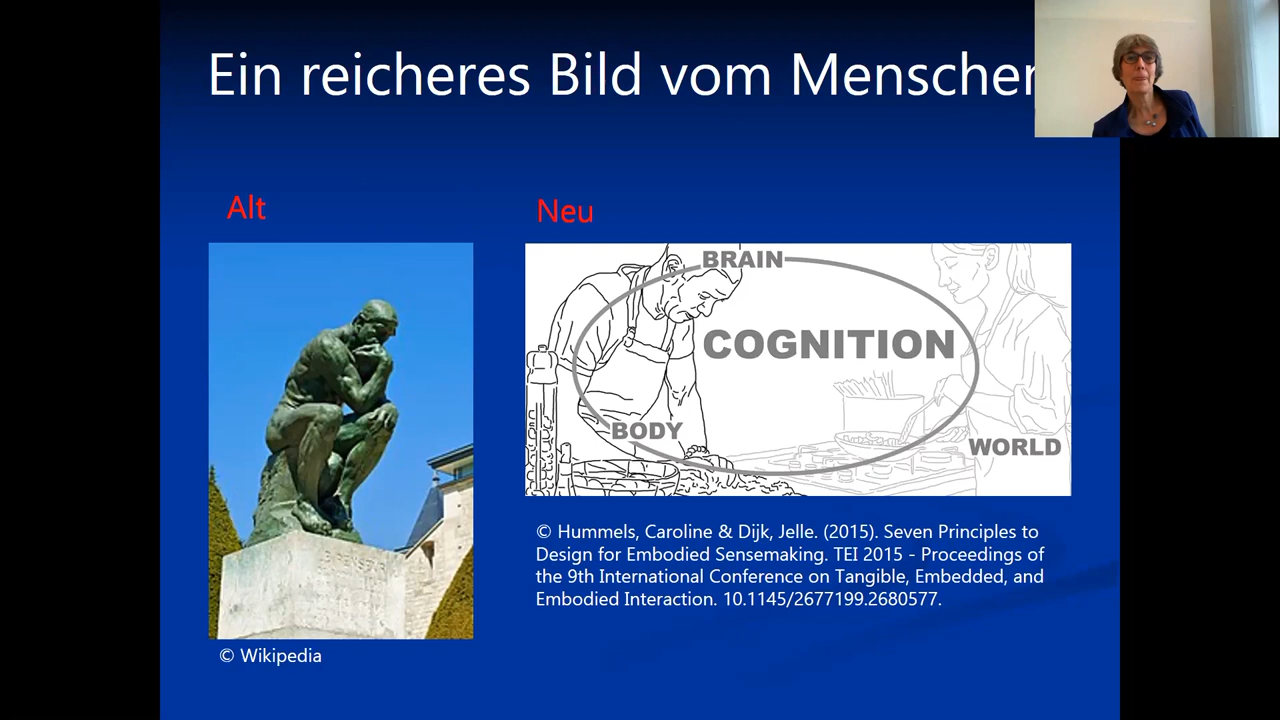 Ein reicheres Bild vom Menschen
Alt
Neu
BRAIN
COGNITION
BODY
WORLD
© Hummels, Caroline & Dijk, Jelle. (2015). Seven Principles to
Design for Embodied Sensemaking. TEI 2015 - Proceedings of
the 9th International Conference on Tangible, Embedded, and
Embodied Interaction. 10.1145/2677199.2680577.
© Wikipedia